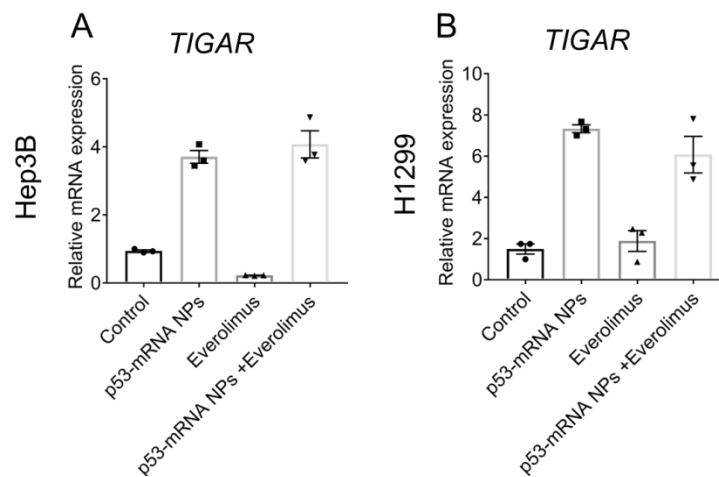 A
TIGAR
Hep3B
Relative mRNA expression
6
4
2
0
Control
p53-mRNA NPs
Everolimus
p53-mRNA NPs +Everolimus
B
TIGAR
H1299
Relative mRNA expression
10
8
6
4
2
0
Control
p53-mRNA NPs
Everolimus
p53-mRNA NPs +Everolimus